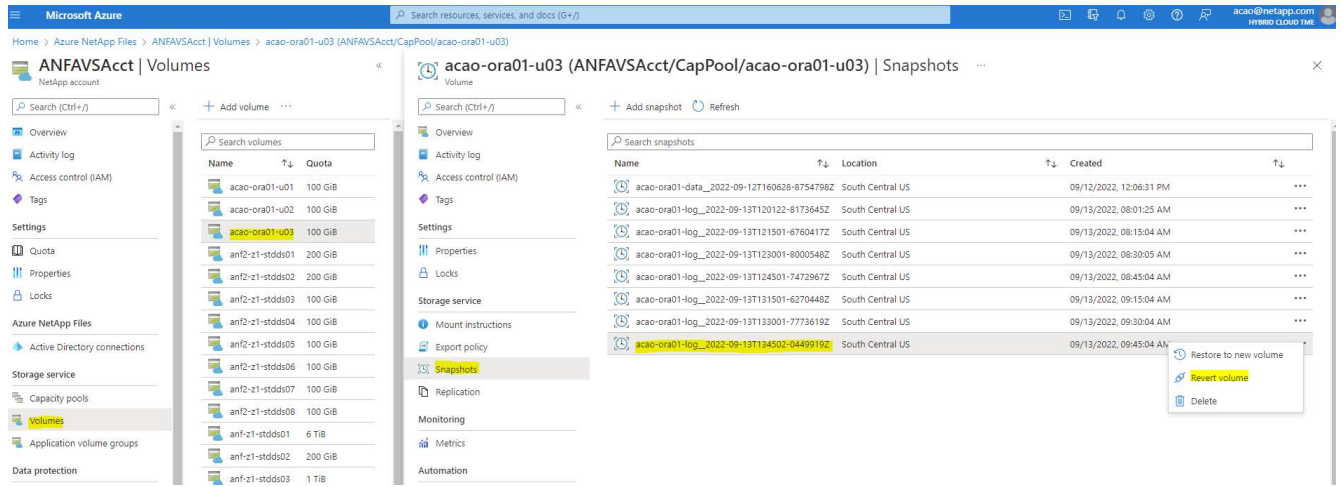 Microsoft Azure
Search resources, services, and docs (G+/)
acao@netapp.com
HYBRID CLOUD TME
Home > Azure NetApp Files > ANFAVSAcct | Volumes > acao-ora01-u03 (ANFAVSAcct/CapPool/acao-ora01-u03)
ANFAVSAcct | Volumes
NetApp account
Search (Ctrl+/)
Overview
Activity log
Access control (IAM)
Tags
Settings
Quota
Properties
Locks
Azure NetApp Files
Active Directory connections
Storage service
Capacity pools
Volumes
Application volume groups
Data protection
+ Add volume ...
Search volumes
Name ↑↓ Quota
acao-ora01-u01 100 GiB
acao-ora01-u02 100 GiB
acao-ora01-u03 100 GiB
anf2-z1-stdds01 200 GiB
anf2-z1-stdds02 200 GiB
anf2-z1-stdds03 100 GiB
anf2-z1-stdds04 100 GiB
anf2-z1-stdds05 100 GiB
anf2-z1-stdds06 100 GiB
anf2-z1-stdds07 100 GiB
anf2-z1-stdds08 100 GiB
anf-z1-stdds01 6 TiB
anf-z1-stdds02 200 GiB
anf-z1-stdds03 1 TiB
acao-ora01-u03 (ANFAVSAcct/CapPool/acao-ora01-u03) | Snapshots ...
Volume
Search (Ctrl+/)
Overview
Activity log
Access control (IAM)
Tags
Settings
Properties
Locks
Storage service
Mount instructions
Export policy
Snapshots
Replication
Monitoring
Metrics
Automation
+ Add snapshot Refresh
Search snapshots
Name ↑↓ Location ↑↓ Created ↑↓
acao-ora01-data__2022-09-12T160628-8754798Z South Central US 09/12/2022, 12:06:31 PM ...
acao-ora01-log__2022-09-13T120122-8173645Z South Central US 09/13/2022, 08:01:25 AM ...
acao-ora01-log__2022-09-13T121501-6760417Z South Central US 09/13/2022, 08:15:04 AM ...
acao-ora01-log__2022-09-13T123001-8000548Z South Central US 09/13/2022, 08:30:05 AM ...
acao-ora01-log__2022-09-13T124501-7472967Z South Central US 09/13/2022, 08:45:04 AM ...
acao-ora01-log__2022-09-13T131501-6270448Z South Central US 09/13/2022, 09:15:04 AM ...
acao-ora01-log__2022-09-13T133001-7773619Z South Central US 09/13/2022, 09:30:04 AM ...
acao-ora01-log__2022-09-13T134502-0449919Z South Central US 09/13/2022, 09:45:04 AM
Restore to new volume
Revert volume
Delete